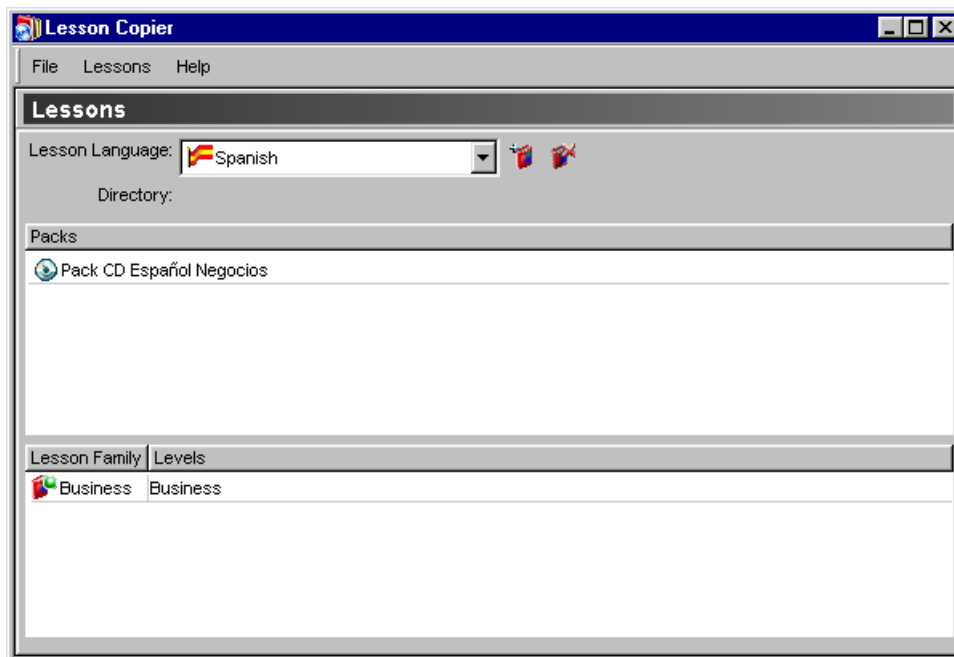 Lesson Copier
File Lessons Help
Lessons
Lesson Language: Spanish
Directory:
Packs
Pack CD Español Negocios
Lesson Family Levels
Business Business